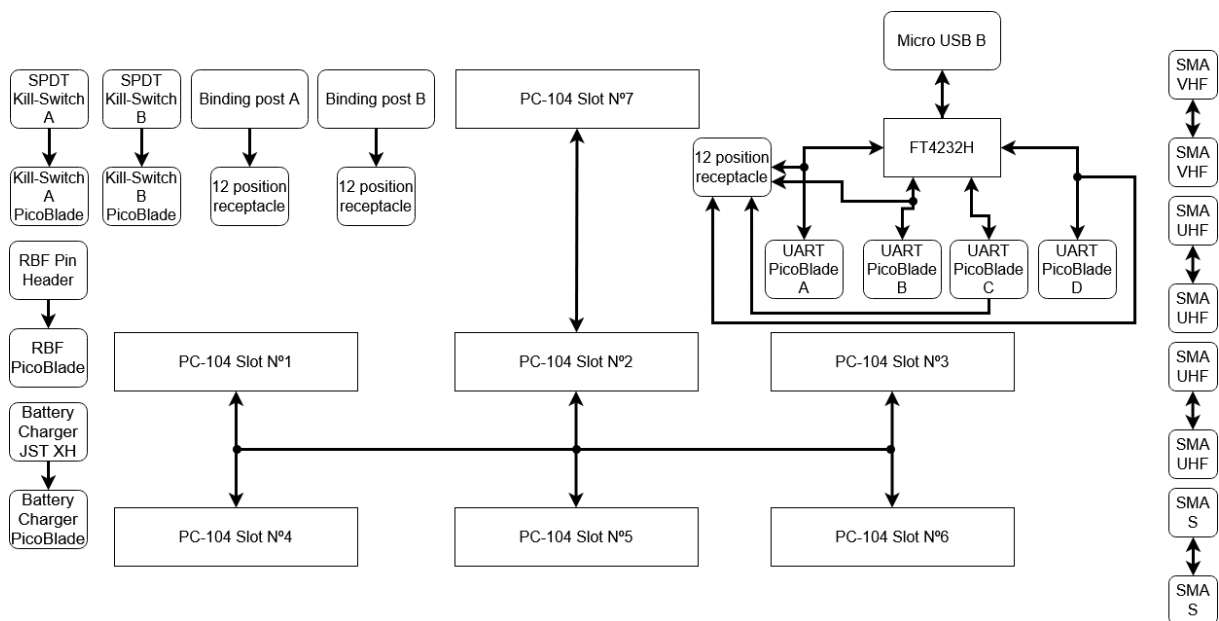 Micro USB B
SPDT
Kill-Switch
A
SPDT
Kill-Switch
B
Binding post A
Binding post B
PC-104 Slot Nº7
SMA
VHF
12 position
receptacle
FT4232H
SMA
VHF
Kill-Switch
A
PicoBlade
Kill-Switch
B
PicoBlade
12 position
receptacle
12 position
receptacle
UART
PicoBlade
A
UART
PicoBlade
B
UART
PicoBlade
C
UART
PicoBlade
D
SMA
UHF
RBF Pin
Header
SMA
UHF
RBF
PicoBlade
PC-104 Slot Nº1
PC-104 Slot Nº2
PC-104 Slot Nº3
SMA
UHF
Battery
Charger
JST XH
SMA
UHF
Battery
Charger
PicoBlade
PC-104 Slot Nº4
PC-104 Slot Nº5
PC-104 Slot Nº6
SMA
S
SMA
S